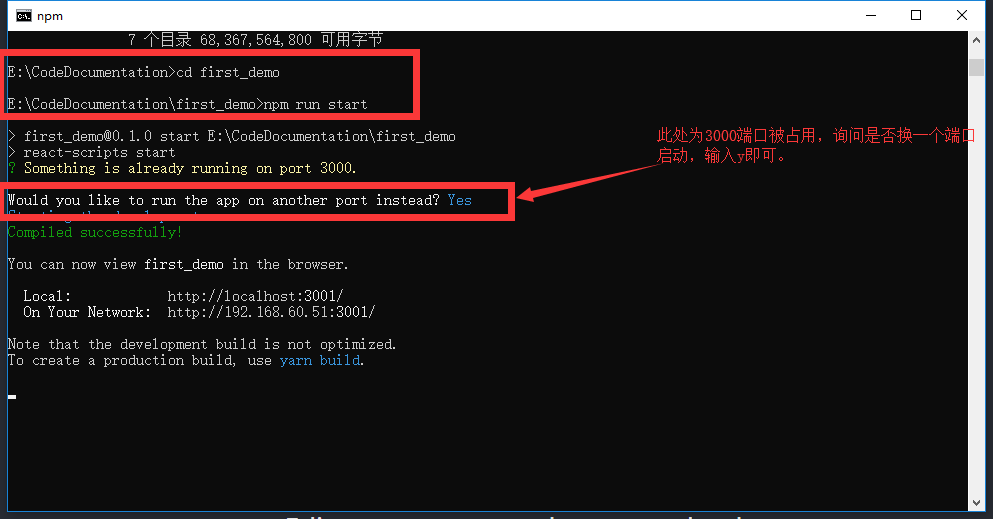 npm
7 个目录 68,367,564,800 可用字节
E:\CodeDocumentation>cd first_demo
E:\CodeDocumentation\first_demo>npm run start
> first_demo@0.1.0 start E:\CodeDocumentation\first_demo
> react-scripts start
? Something is already running on port 3000.
此处为3000端口被占用，询问是否换一个端口
启动，输入y即可。
Would you like to run the app on another port instead? Yes
Compiled successfully!
You can now view first_demo in the browser.
Local: http://localhost:3001/
On Your Network: http://192.168.60.51:3001/
Note that the development build is not optimized.
To create a production build, use yarn build.